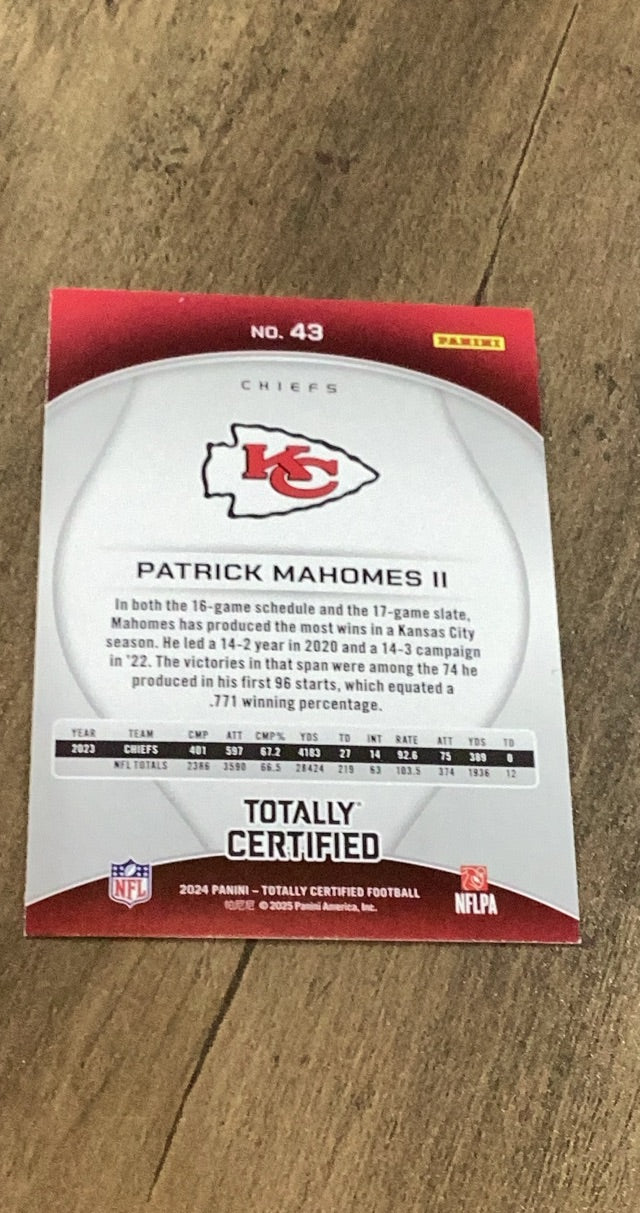 NO. 43
PANINI
CHIEFS
KC
PATRICK MAHOMES II
In both the 16-game schedule and the 17-game slate,
Mahomes has produced the most wins in a Kansas City
season. He led a 14-2 year in 2020 and a 14-3 campaign
in '22. The victories in that span were among the 74 he
produced in his first 96 starts, which equated a
.771 winning percentage.
YEAR TEAM CMP ATT CMP% YDS TD INT RATE ATT YDS TD
2023 CHIEFS 401 597 67.2 4183 27 14 92.6 75 389 0
NFL TOTALS 2386 3590 66.5 28424 219 63 103.5 374 1936 12
TOTALLY
CERTIFIED
NFL
2024 PANINI – TOTALLY CERTIFIED FOOTBALL
帕尼尼 © 2025 Panini America, Inc.
NFLPA